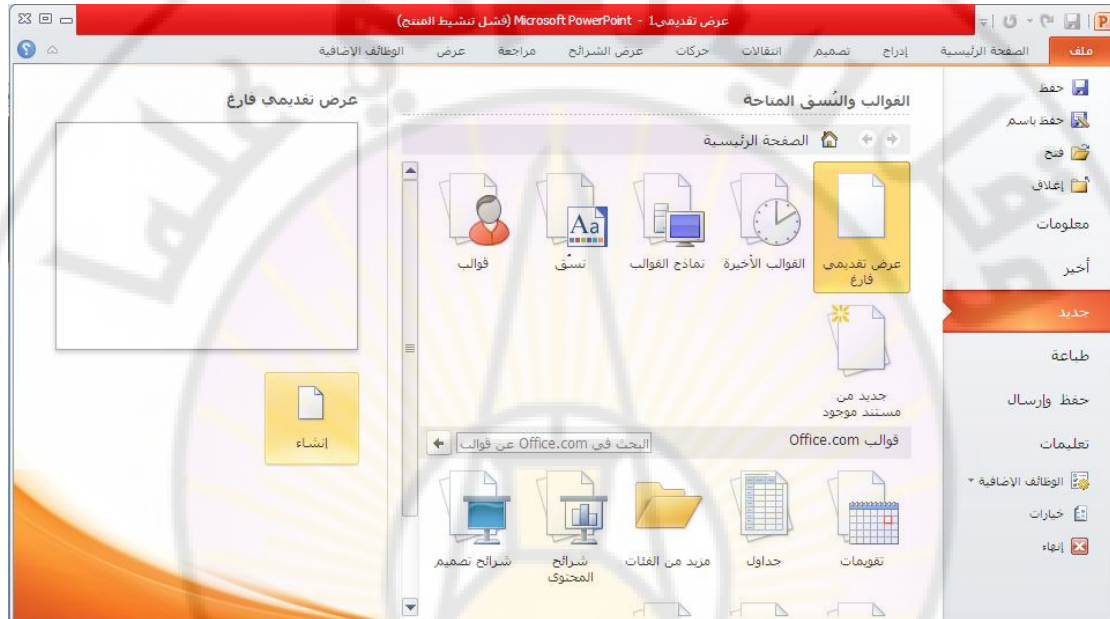 عرض تقديمي1 - Microsoft PowerPoint (فشل تنشيط المنتج)
ملف الصفحة الرئيسية إدراج تصميم انتقالات حركات عرض الشرائح مراجعة عرض الوظائف الإضافية
حفظ
حفظ باسم
فتح
إغلاق
معلومات
أخير
جديد
طباعة
حفظ وإرسال
تعليمات
الوظائف الإضافية
خيارات
إنهاء
القوالب والنُسق المتاحة
الصفحة الرئيسية
عرض تقديمي فارغ
القوالب الأخيرة
نماذج القوالب
نسُق
قوالب
جديد من مستند موجود
قوالب Office.com
البحث في Office.com عن قوالب
تقويمات
جداول
مزيد من الفئات
شرائح المحتوى
شرائح تصميم
عرض تقديمي فارغ
إنشاء